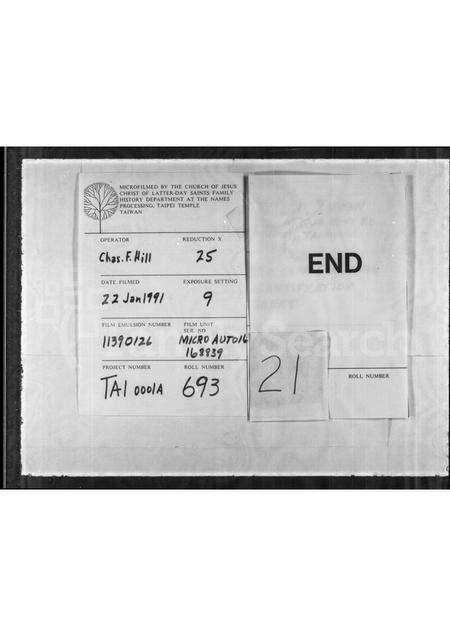 MICROFILMED BY THE CHURCH OF JESUS
CHRIST OF LATTER-DAY SAINTS FAMILY
HISTORY DEPARTMENT AT THE NAMES
PROCESSING, TAIPEI TEMPLE
TAIWAN
OPERATOR REDUCTION X
Chas. F. Hill 25
DATE FILMED EXPOSURE SETTING
22 Jan 1991 9
FILM EMULSION NUMBER FILM UNIT
SER. NO.
11390126 MICRO AUTO16
168939
PROJECT NUMBER ROLL NUMBER
TAI 0001A 693
END
21
ROLL NUMBER